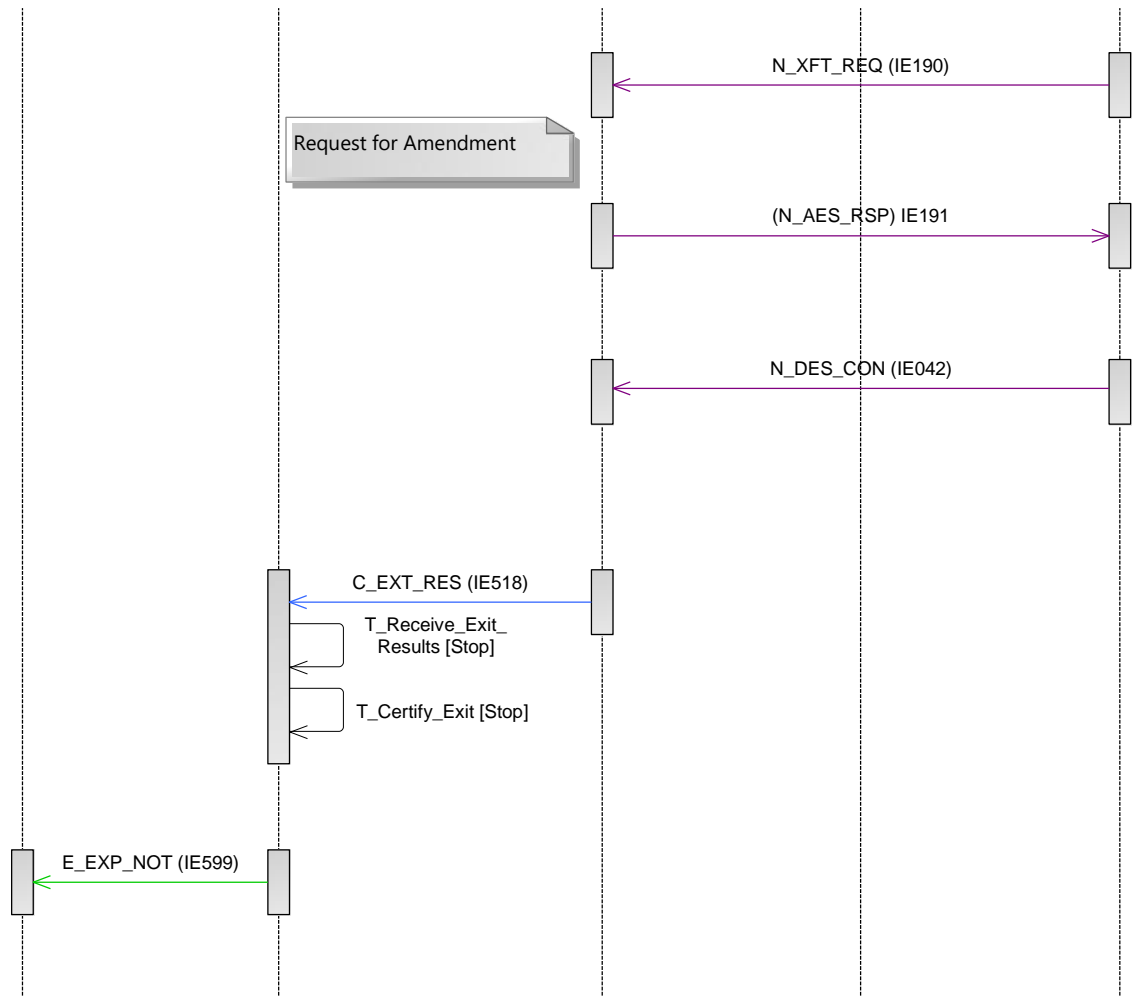 N_XFT_REQ (IE190)
Request for Amendment
(N_AES_RSP) IE191
N_DES_CON (IE042)
C_EXT_RES (IE518)
T_Receive_Exit_
Results [Stop]
T_Certify_Exit [Stop]
E_EXP_NOT (IE599)